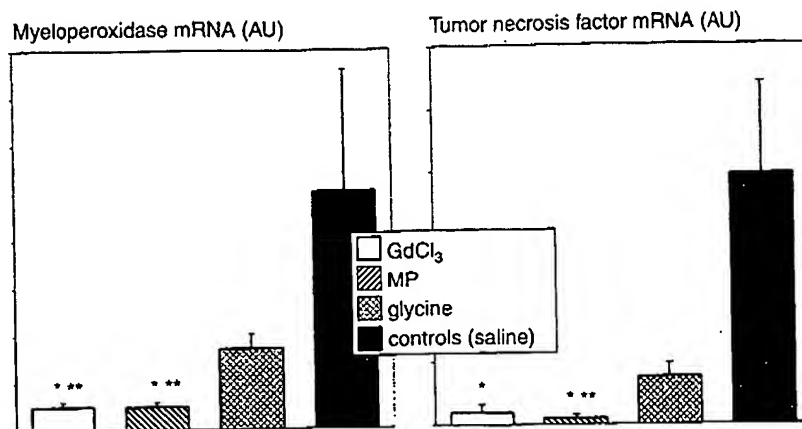 Myeloperoxidase mRNA (AU)
Tumor necrosis factor mRNA (AU)
GdCl₃
MP
glycine
controls (saline)
* **
* **
*
* **